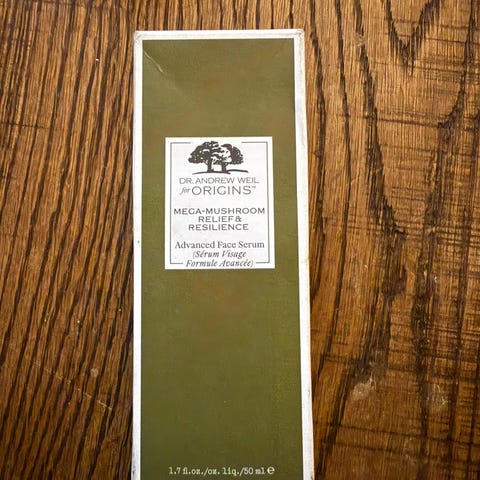 DR. ANDREW WEIL
for ORIGINS™
MEGA-MUSHROOM
RELIEF &
RESILIENCE
Advanced Face Serum
(Sérum Visage
Formule Avancée)
1.7 fl.oz./oz. liq./50 ml ℮